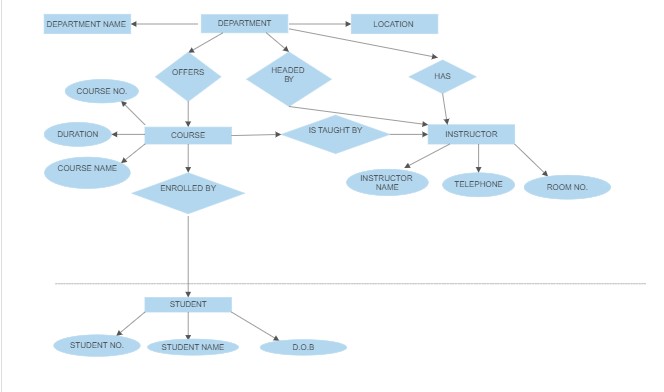 DEPARTMENT NAME
DEPARTMENT
LOCATION
OFFERS
HEADED
BY
HAS
COURSE NO.
DURATION
COURSE
IS TAUGHT BY
INSTRUCTOR
COURSE NAME
ENROLLED BY
INSTRUCTOR
NAME
TELEPHONE
ROOM NO.
STUDENT
STUDENT NO.
STUDENT NAME
D.O.B